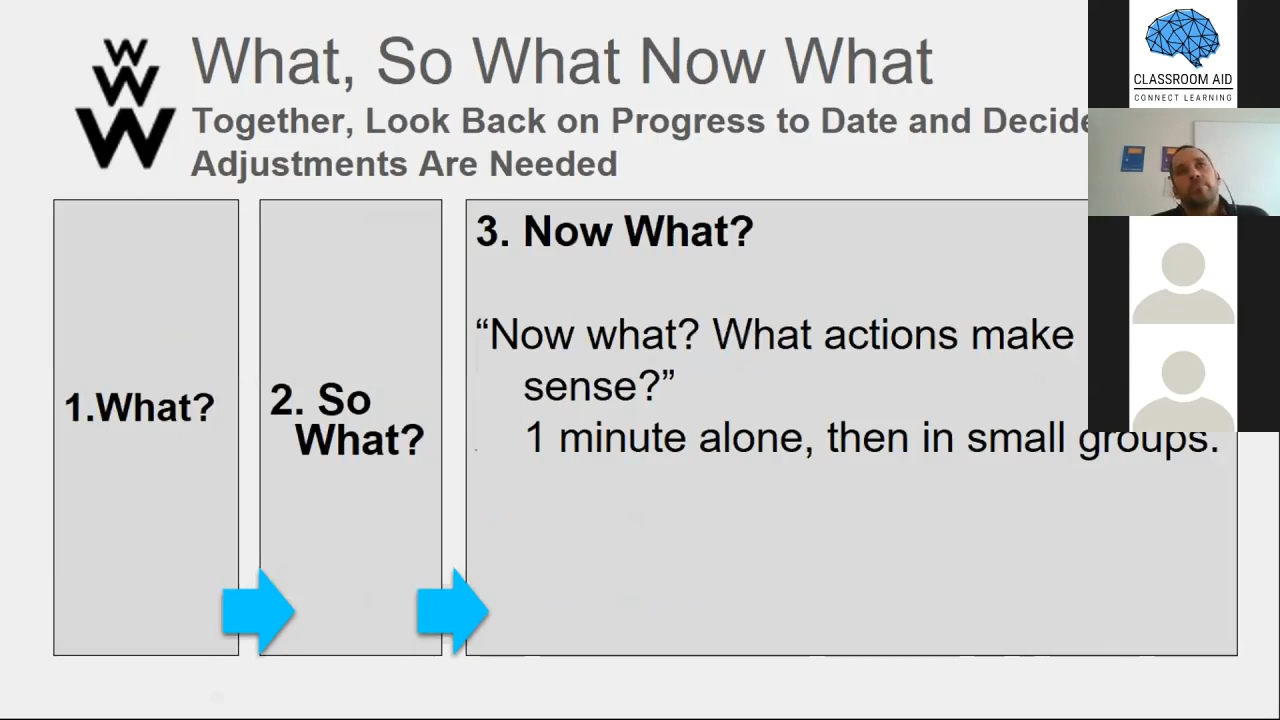 W
W
W
What, So What Now What
Together, Look Back on Progress to Date and Decide
Adjustments Are Needed
1.What?
2. So
What?
3. Now What?
“Now what? What actions make
sense?”
1 minute alone, then in small groups.
CLASSROOM AID
CONNECT LEARNING